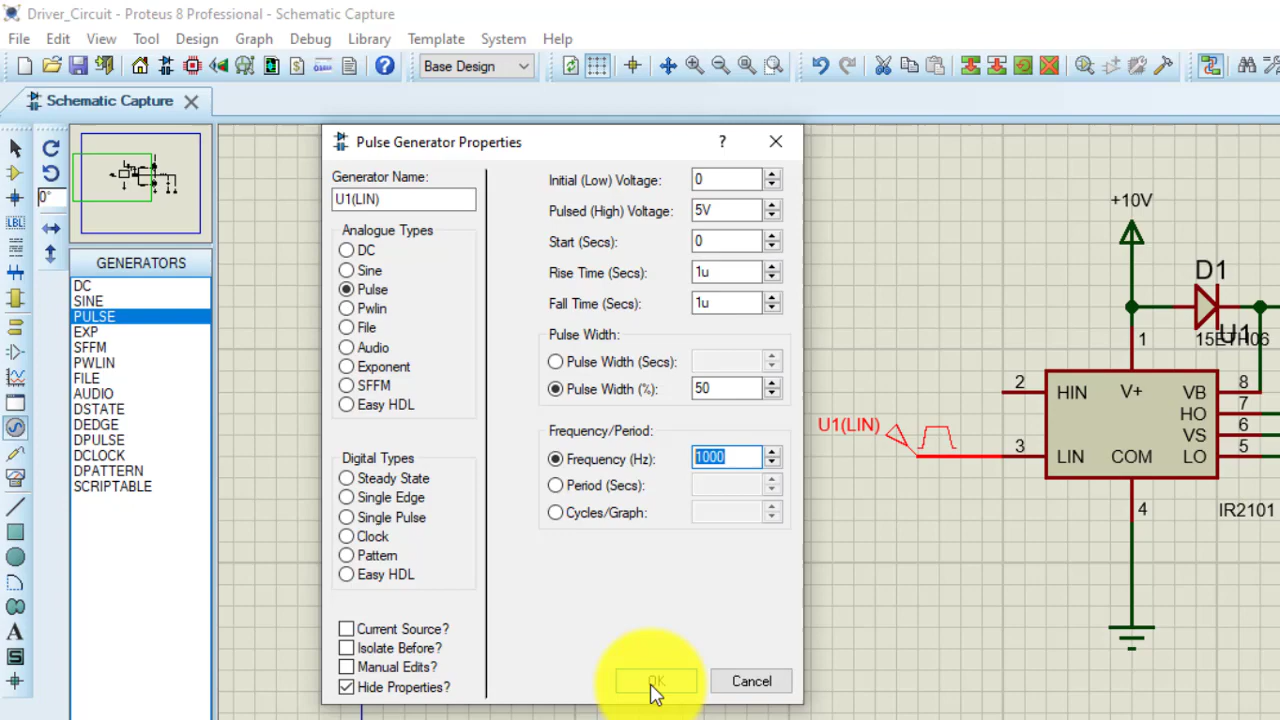 Driver_Circuit - Proteus 8 Professional - Schematic Capture
File Edit View Tool Design Graph Debug Library Template System Help
Base Design
Schematic Capture
0°
LBL
GENERATORS
DC
SINE
PULSE
EXP
SFFM
PWLIN
FILE
AUDIO
DSTATE
DEDGE
DPULSE
DCLOCK
DPATTERN
SCRIPTABLE
A
S
Pulse Generator Properties
?
Generator Name:
U1(LIN)
Analogue Types
DC
Sine
Pulse
Pwlin
File
Audio
Exponent
SFFM
Easy HDL
Digital Types
Steady State
Single Edge
Single Pulse
Clock
Pattern
Easy HDL
Current Source?
Isolate Before?
Manual Edits?
Hide Properties?
Initial (Low) Voltage: 0
Pulsed (High) Voltage: 5V
Start (Secs): 0
Rise Time (Secs): 1u
Fall Time (Secs): 1u
Pulse Width:
Pulse Width (Secs):
Pulse Width (%): 50
Frequency/Period:
Frequency (Hz): 1000
Period (Secs):
Cycles/Graph:
OK Cancel
+10V
D1
U1
1
2 HIN V+ VB 8
HO 7
U1(LIN)
VS 6
3 LIN COM LO 5
4
IR2101